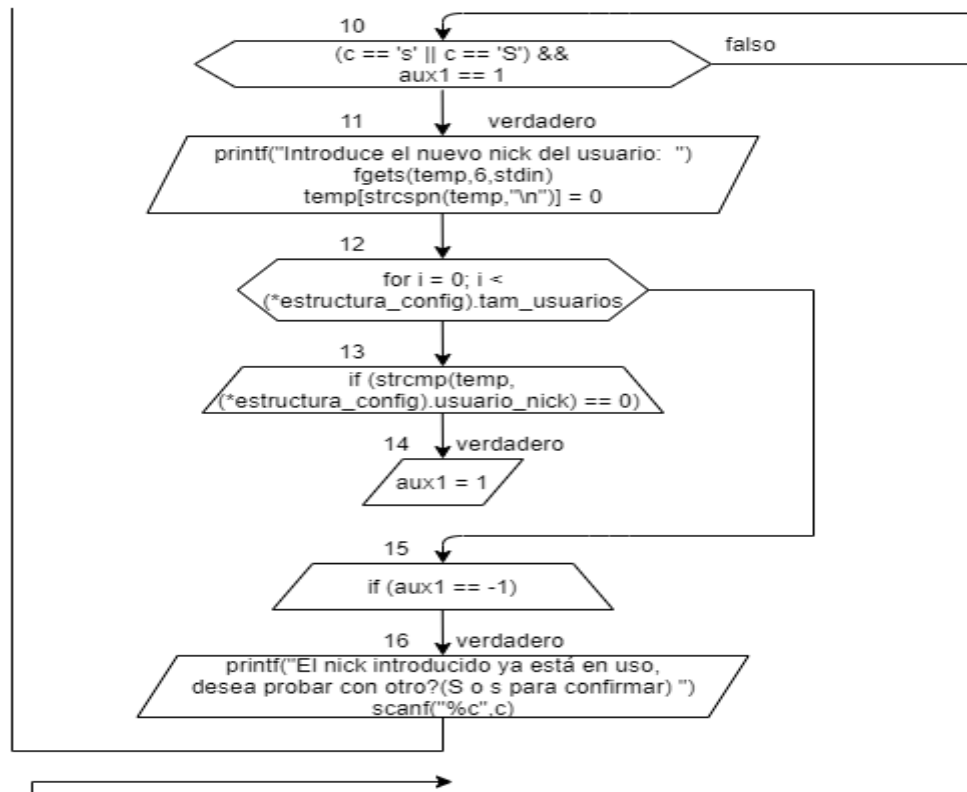 10
(c == 's' || c == 'S') &&
aux1 == 1
falso
11
verdadero
printf("Introduce el nuevo nick del usuario:  ")
fgets(temp,6,stdin)
temp[strcspn(temp,"\n")] = 0
12
for i = 0; i <
(*estructura_config).tam_usuarios
13
if (strcmp(temp,
(*estructura_config).usuario_nick) == 0)
14
verdadero
aux1 = 1
15
if (aux1 == -1)
16
verdadero
printf("El nick introducido ya está en uso,
desea probar con otro?(S o s para confirmar) ")
scanf("%c",c)